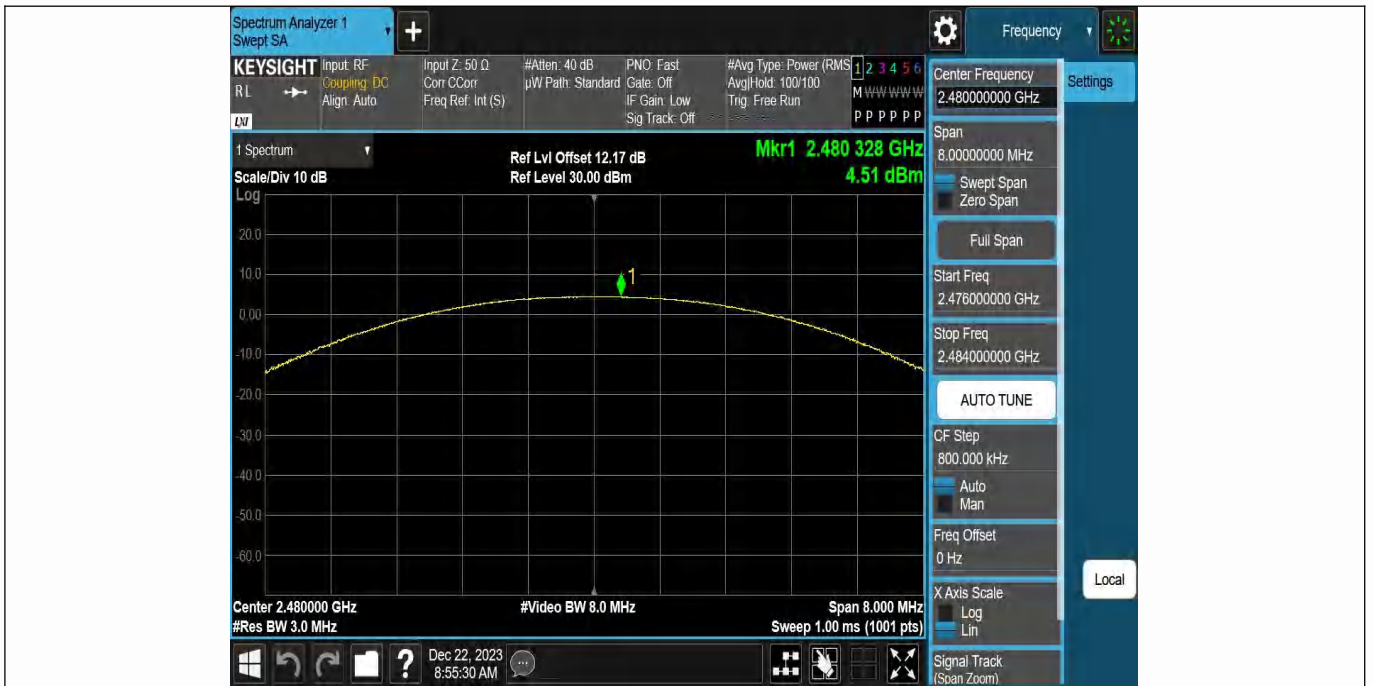 Spectrum Analyzer 1
Swept SA
+
Frequency
KEYSIGHT
RL
LXI
Input: RF
Coupling: DC
Align: Auto
Input Z: 50 Ω
Corr CCorr
Freq Ref: Int (S)
#Atten: 40 dB
µW Path: Standard
PNO: Fast
Gate: Off
IF Gain: Low
Sig Track: Off
#Avg Type: Power (RMS
Avg|Hold: 100/100
Trig: Free Run
1 2 3 4 5 6
M W W W W W
P P P P P P
1 Spectrum
Scale/Div 10 dB
Ref Lvl Offset 12.17 dB
Ref Level 30.00 dBm
Mkr1 2.480 328 GHz
4.51 dBm
Log
20.0
10.0
0.00
-10.0
-20.0
-30.0
-40.0
-50.0
-60.0
1
Center 2.480000 GHz
#Res BW 3.0 MHz
#Video BW 8.0 MHz
Span 8.000 MHz
Sweep 1.00 ms (1001 pts)
Center Frequency
2.480000000 GHz
Settings
Span
8.00000000 MHz
Swept Span
Zero Span
Full Span
Start Freq
2.476000000 GHz
Stop Freq
2.484000000 GHz
AUTO TUNE
CF Step
800.000 kHz
Auto
Man
Freq Offset
0 Hz
X Axis Scale
Log
Lin
Local
Signal Track
(Span Zoom)
?
Dec 22, 2023
8:55:30 AM